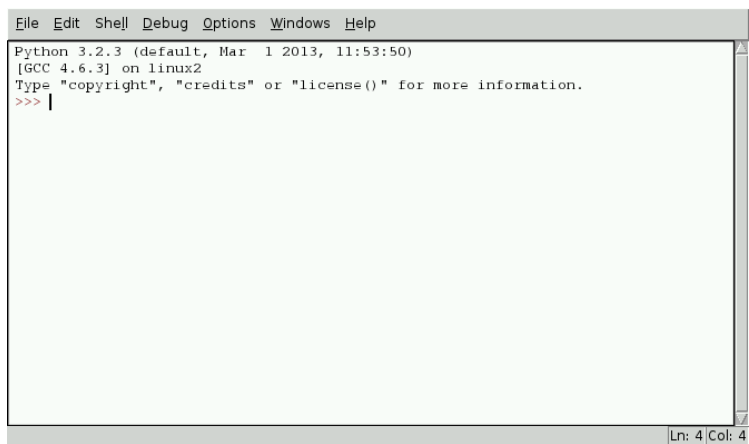 File Edit Shell Debug Options Windows Help
Python 3.2.3 (default, Mar  1 2013, 11:53:50)
[GCC 4.6.3] on linux2
Type "copyright", "credits" or "license()" for more information.
>>>
Ln: 4 Col: 4